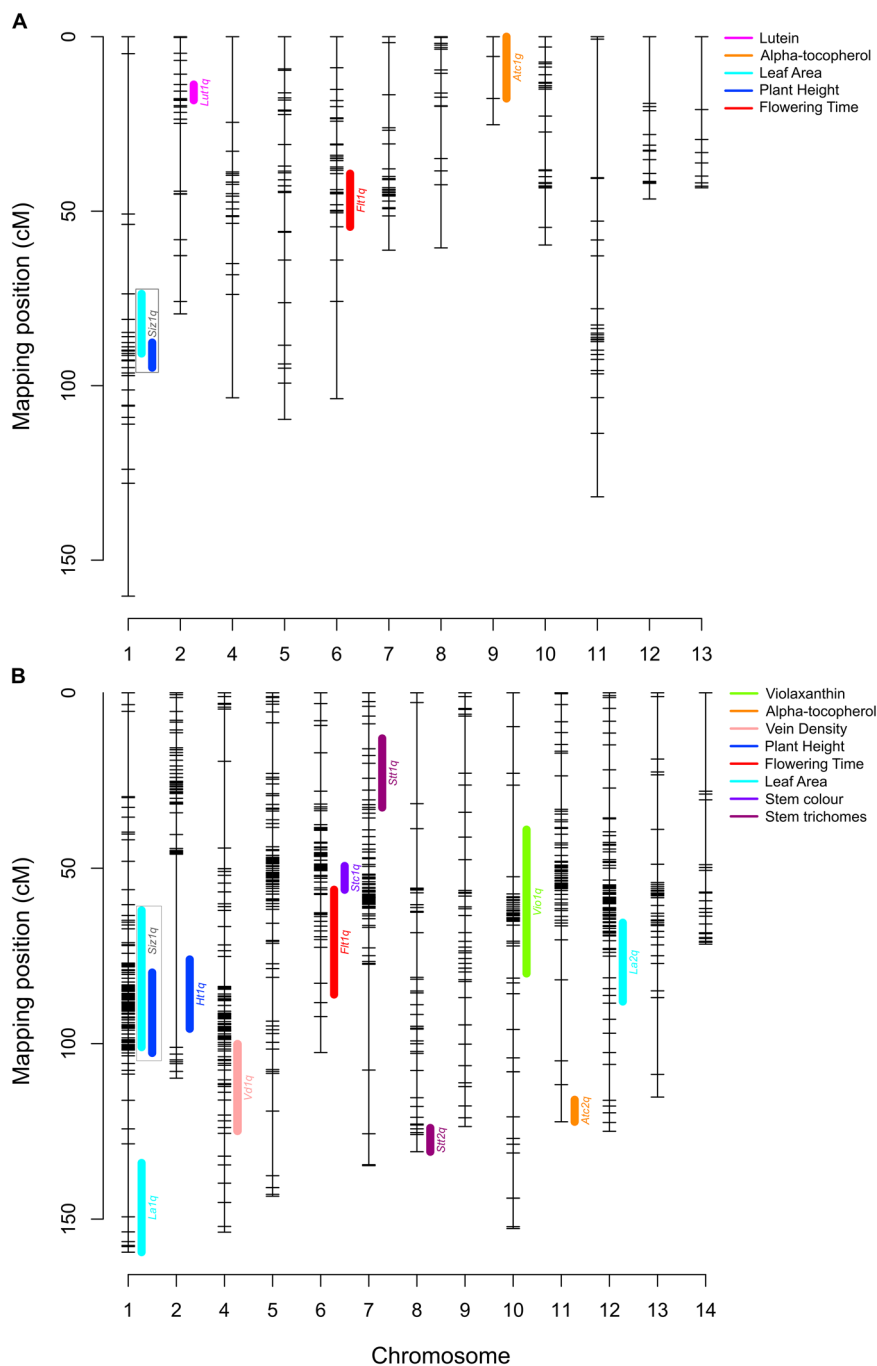 A
Lutein
Alpha-tocopherol
Leaf Area
Plant Height
Flowering Time
Mapping position (cM)
0
50
100
150
Lut1q
Atc1g
Flt1q
Siz1q
1 2 4 5 6 7 8 9 10 11 12 13
B
Violaxanthin
Alpha-tocopherol
Vein Density
Plant Height
Flowering Time
Leaf Area
Stem colour
Stem trichomes
Mapping position (cM)
0
50
100
150
Stt1q
Stc1q
Vio1q
Flt1q
Siz1q
La2q
Ht1q
Vd1q
Atc2q
Stt2q
La1q
1 2 4 5 6 7 8 9 10 11 12 13 14
Chromosome